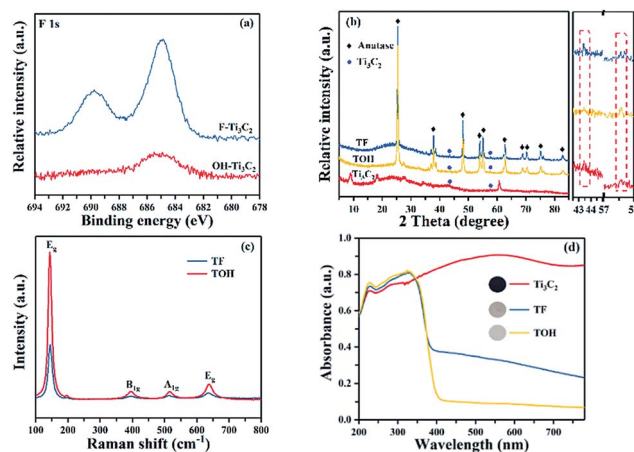 F 1s
(a)
Relative intensity (a.u.)
F-Ti₃C₂
OH-Ti₃C₂
694 692 690 688 686 684 682 680 678
Binding energy (eV)
(b)
Relative intensity (a.u.)
Anatase
Ti₃C₂
TF
TOH
Ti₃C₂
10 20 30 40 50 60 70 80
43 44 57
2 Theta (degree)
(c)
Intensity (a.u.)
E_g
TF
TOH
B₁g
A₁g
E_g
100 200 300 400 500 600 700 800
Raman shift (cm⁻¹)
(d)
Absorbance (a.u.)
1.0
0.8
0.6
0.4
0.2
0.0
Ti₃C₂
TF
TOH
200 300 400 500 600 700
Wavelength (nm)